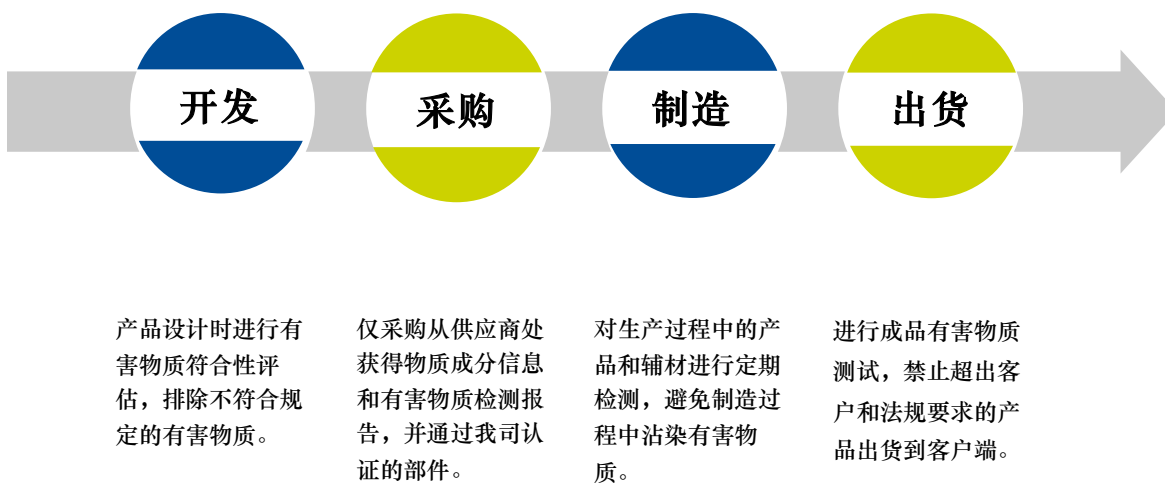 开发
采购
制造
出货
产品设计时进行有
害物质符合性评
估，排除不符合规
定的有害物质。
仅采购从供应商处
获得物质成分信息
和有害物质检测报
告，并通过我司认
证的部件。
对生产过程中的产
品和辅材进行定期
检测，避免制造过
程中沾染有害物
质。
进行成品有害物质
测试，禁止超出客
户和法规要求的产
品出货到客户端。